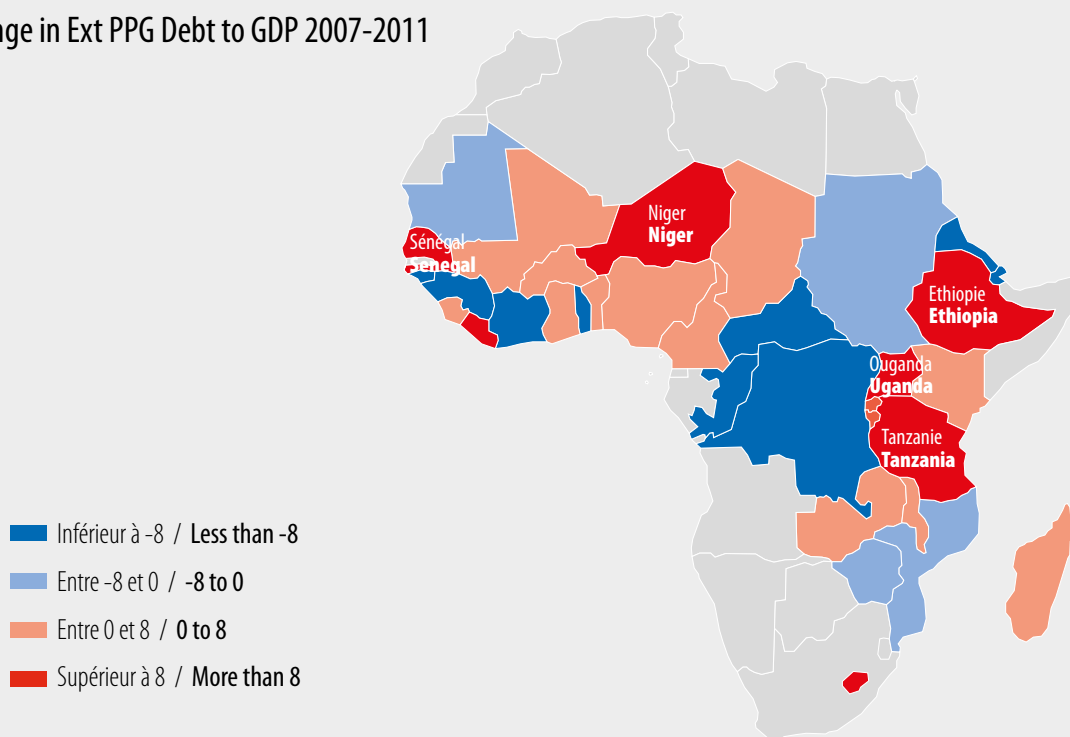 nge in Ext PPG Debt to GDP 2007-2011
Niger
Niger
Sénégal
Senegal
Ethiopie
Ethiopia
Ouganda
Uganda
Tanzanie
Tanzania
Inférieur à -8 / Less than -8
Entre -8 et 0 / -8 to 0
Entre 0 et 8 / 0 to 8
Supérieur à 8 / More than 8